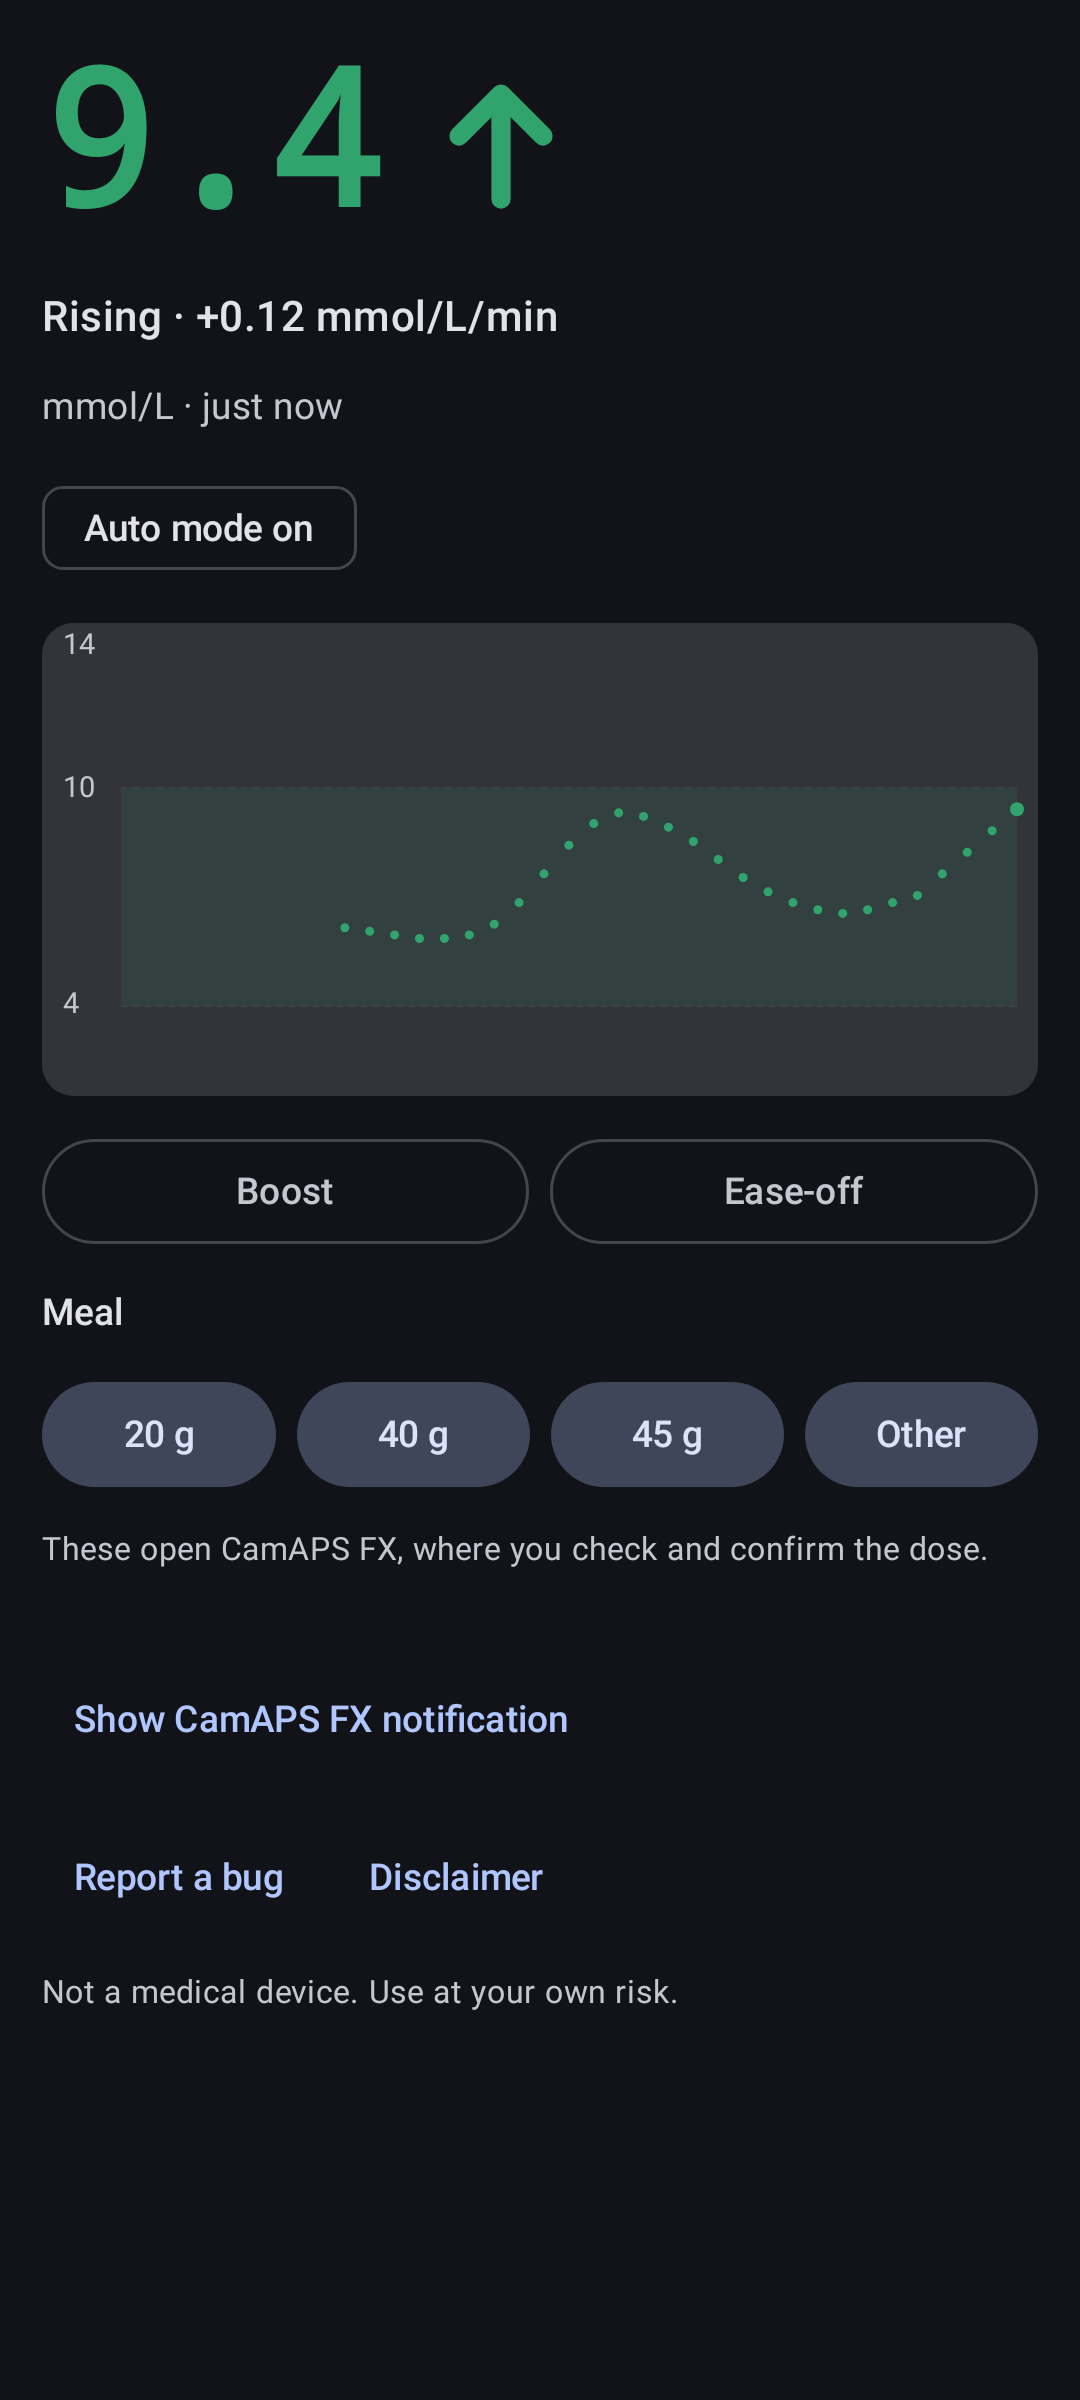 9.4
Rising · +0.12 mmol/L/min
mmol/L · just now
Auto mode on
14
10
4
Boost
Ease-off
Meal
20 g
40 g
45 g
Other
These open CamAPS FX, where you check and confirm the dose.
Show CamAPS FX notification
Report a bug
Disclaimer
Not a medical device. Use at your own risk.